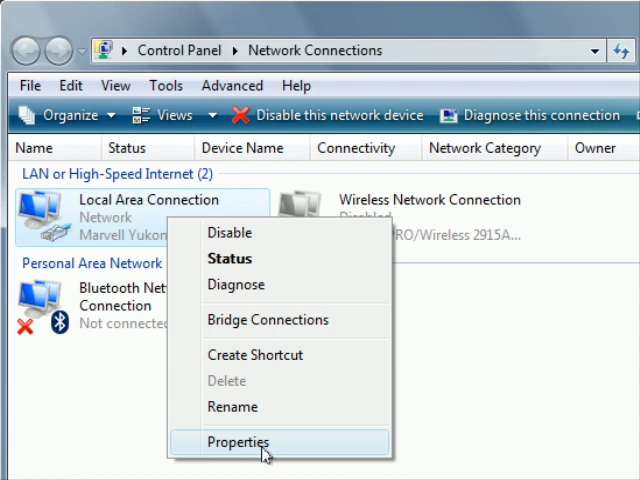 Control Panel Network Connections
File Edit View Tools Advanced Help
Organize Views Disable this network device Diagnose this connection
Name Status Device Name Connectivity Network Category Owner
LAN or High-Speed Internet (2)
Local Area Connection
Network
Marvell Yukon
Wireless Network Connection
Disabled
RO/Wireless 2915A...
Personal Area Network
Bluetooth Net
Connection
Not connected
Disable
Status
Diagnose
Bridge Connections
Create Shortcut
Delete
Rename
Properties